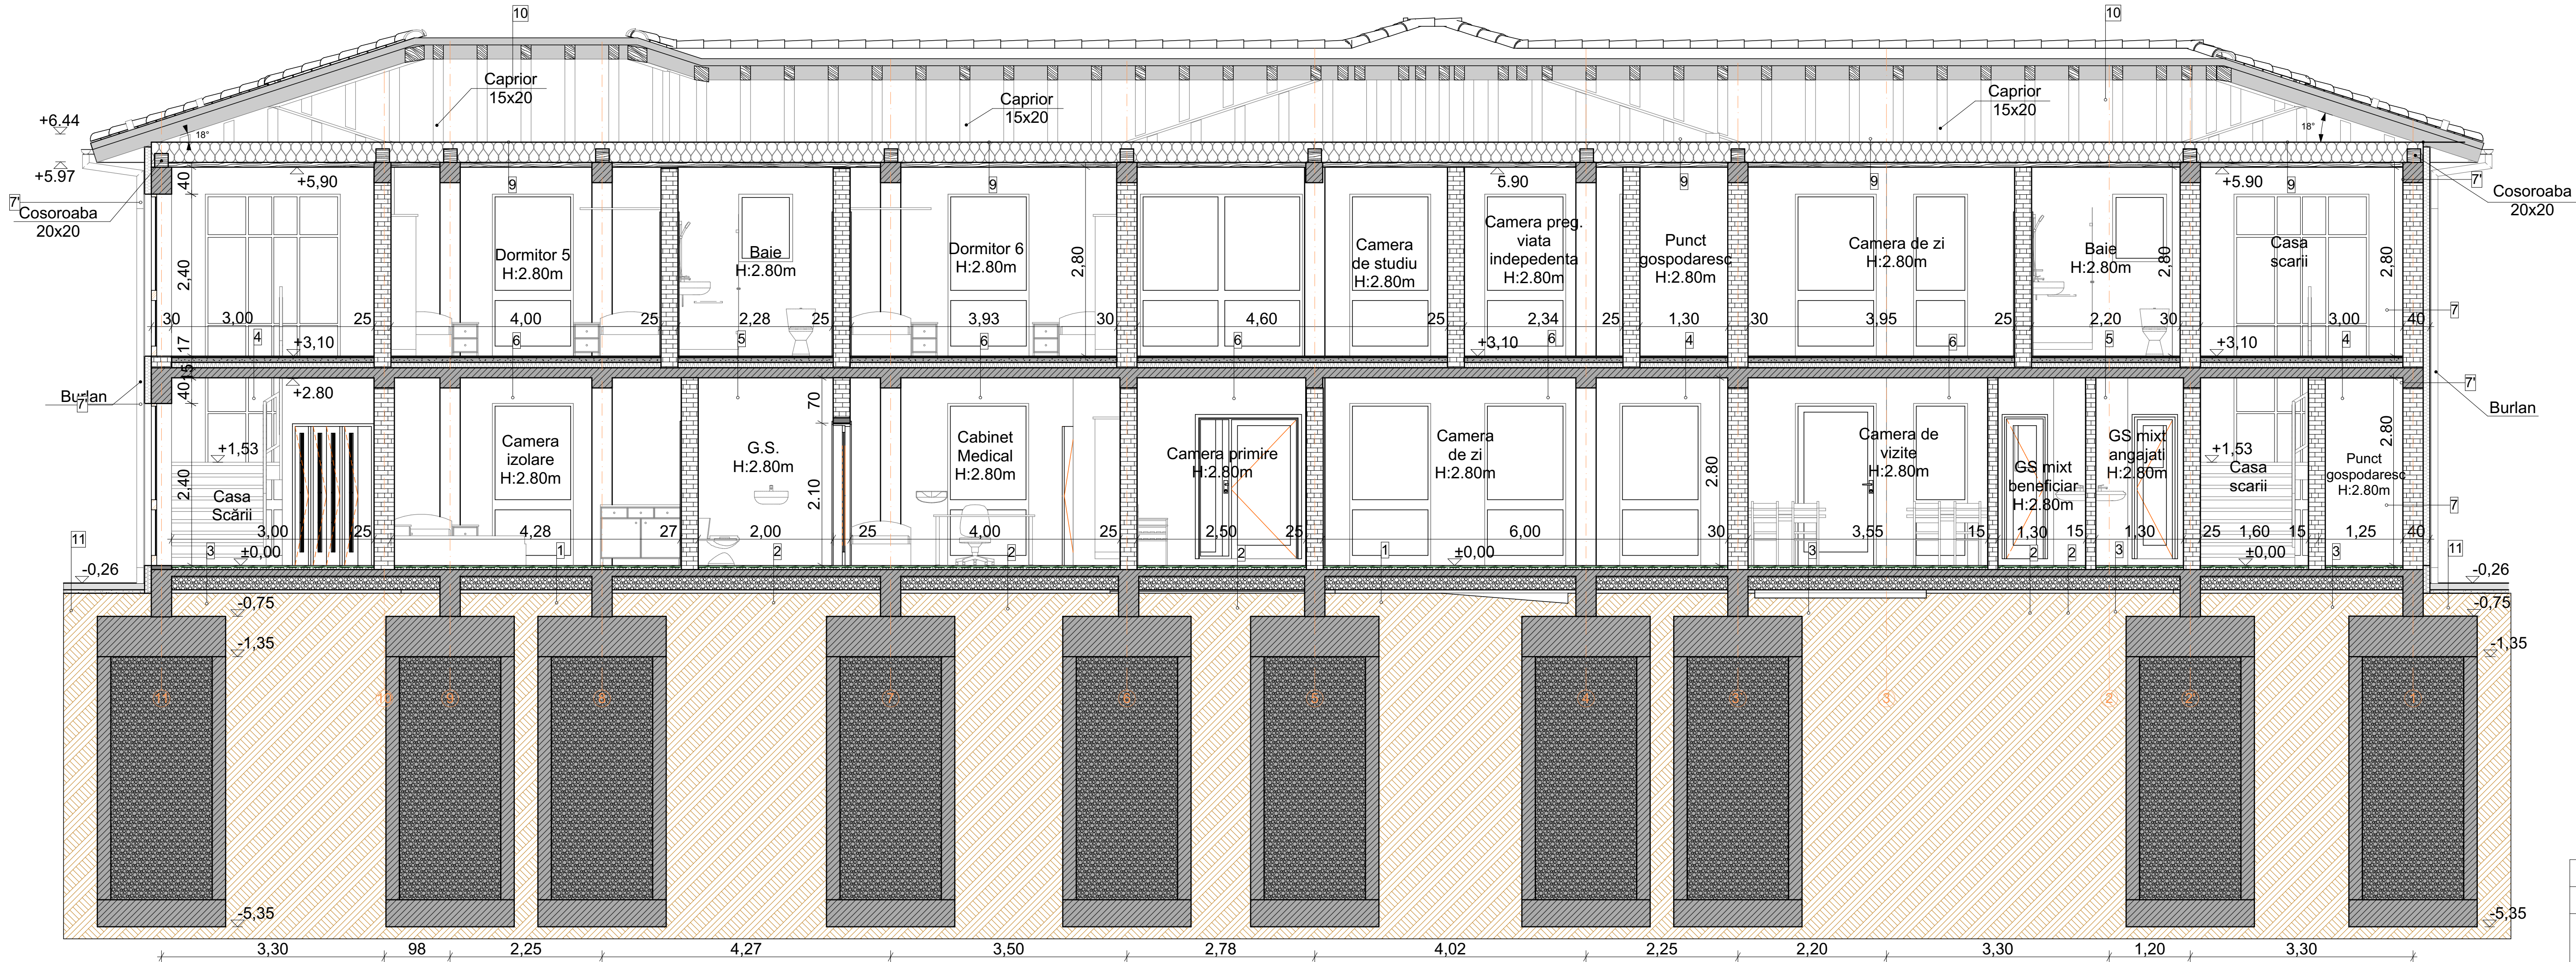 10
10
Caprior
15x20
Caprior
15x20
Caprior
15x20
+6.44
18°
18°
+5.97
40
+5,90
9
9
5.90
9
9
+5.90
9
7'
7'
Cosoroaba
20x20
Cosoroaba
20x20
2,40
Dormitor 5
H:2.80m
Baie
H:2.80m
Dormitor 6
H:2.80m
2,80
Camera
de studiu
H:2.80m
Camera preg.
viata
indepedenta
H:2.80m
Punct
gospodaresc
H:2.80m
Camera de zi
H:2.80m
Baie
H:2.80m
2,80
Casa
scarii
2,80
30
3,00
25
4,00
25
2,28
25
3,93
30
4,60
25
2,34
25
1,30
30
3,95
25
2,20
30
3,00
40
7
17
4
+3,10
6
5
6
6
+3,10
6
4
6
5
+3,10
4
15
40
+2.80
Burlan
7'
7'
Burlan
70
2,40
+1,53
Casa
Scării
Camera
izolare
H:2.80m
G.S.
H:2.80m
2.10
Cabinet
Medical
H:2.80m
Camera primire
H:2.80m
Camera
de zi
H:2.80m
2.80
Camera de
vizite
H:2.80m
GS mixt
beneficiar
H:2.80m
GS mixt
angajati
H:2.80m
+1,53
Casa
scarii
Punct
gospodaresc
H:2.80m
2.80
7
3,00
25
4,28
27
2,00
25
4,00
25
2,50
25
6,00
30
3,55
15
1,30
15
1,30
25
1,60
15
1,25
40
11
3
±0,00
1
2
2
2
1
±0,00
3
2
2
3
±0,00
3
11
-0,26
-0,26
-0,75
-0,75
-1,35
-1,35
11
10
9
8
7
6
5
4
3
3
2
2
1
-5,35
-5,35
3,30
98
2,25
4,27
3,50
2,78
4,02
2,25
2,20
3,30
1,20
3,30